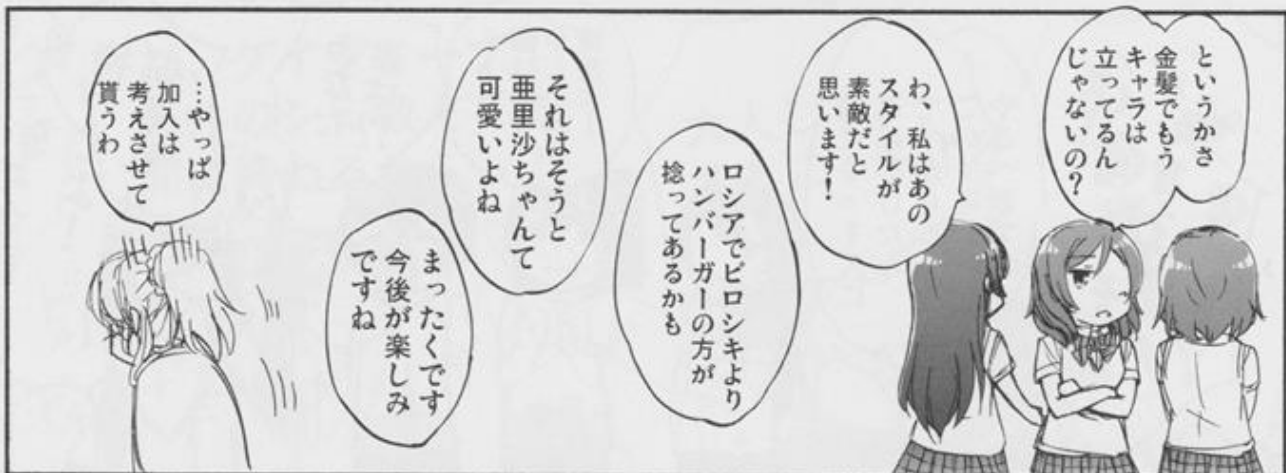 というかさ
金髪でもう
キャラは
立ってるん
じゃないの？
わ、私はあの
スタイルが
素敵だと
思います！
ロシアでピロシキより
ハンバーガーの方が
捻ってあるかも
それはそうと
亜里沙ちゃんて
可愛いよね
まったくです
今後が楽しみ
ですね
…やっぱ
加入は
考えさせて
貰うわ